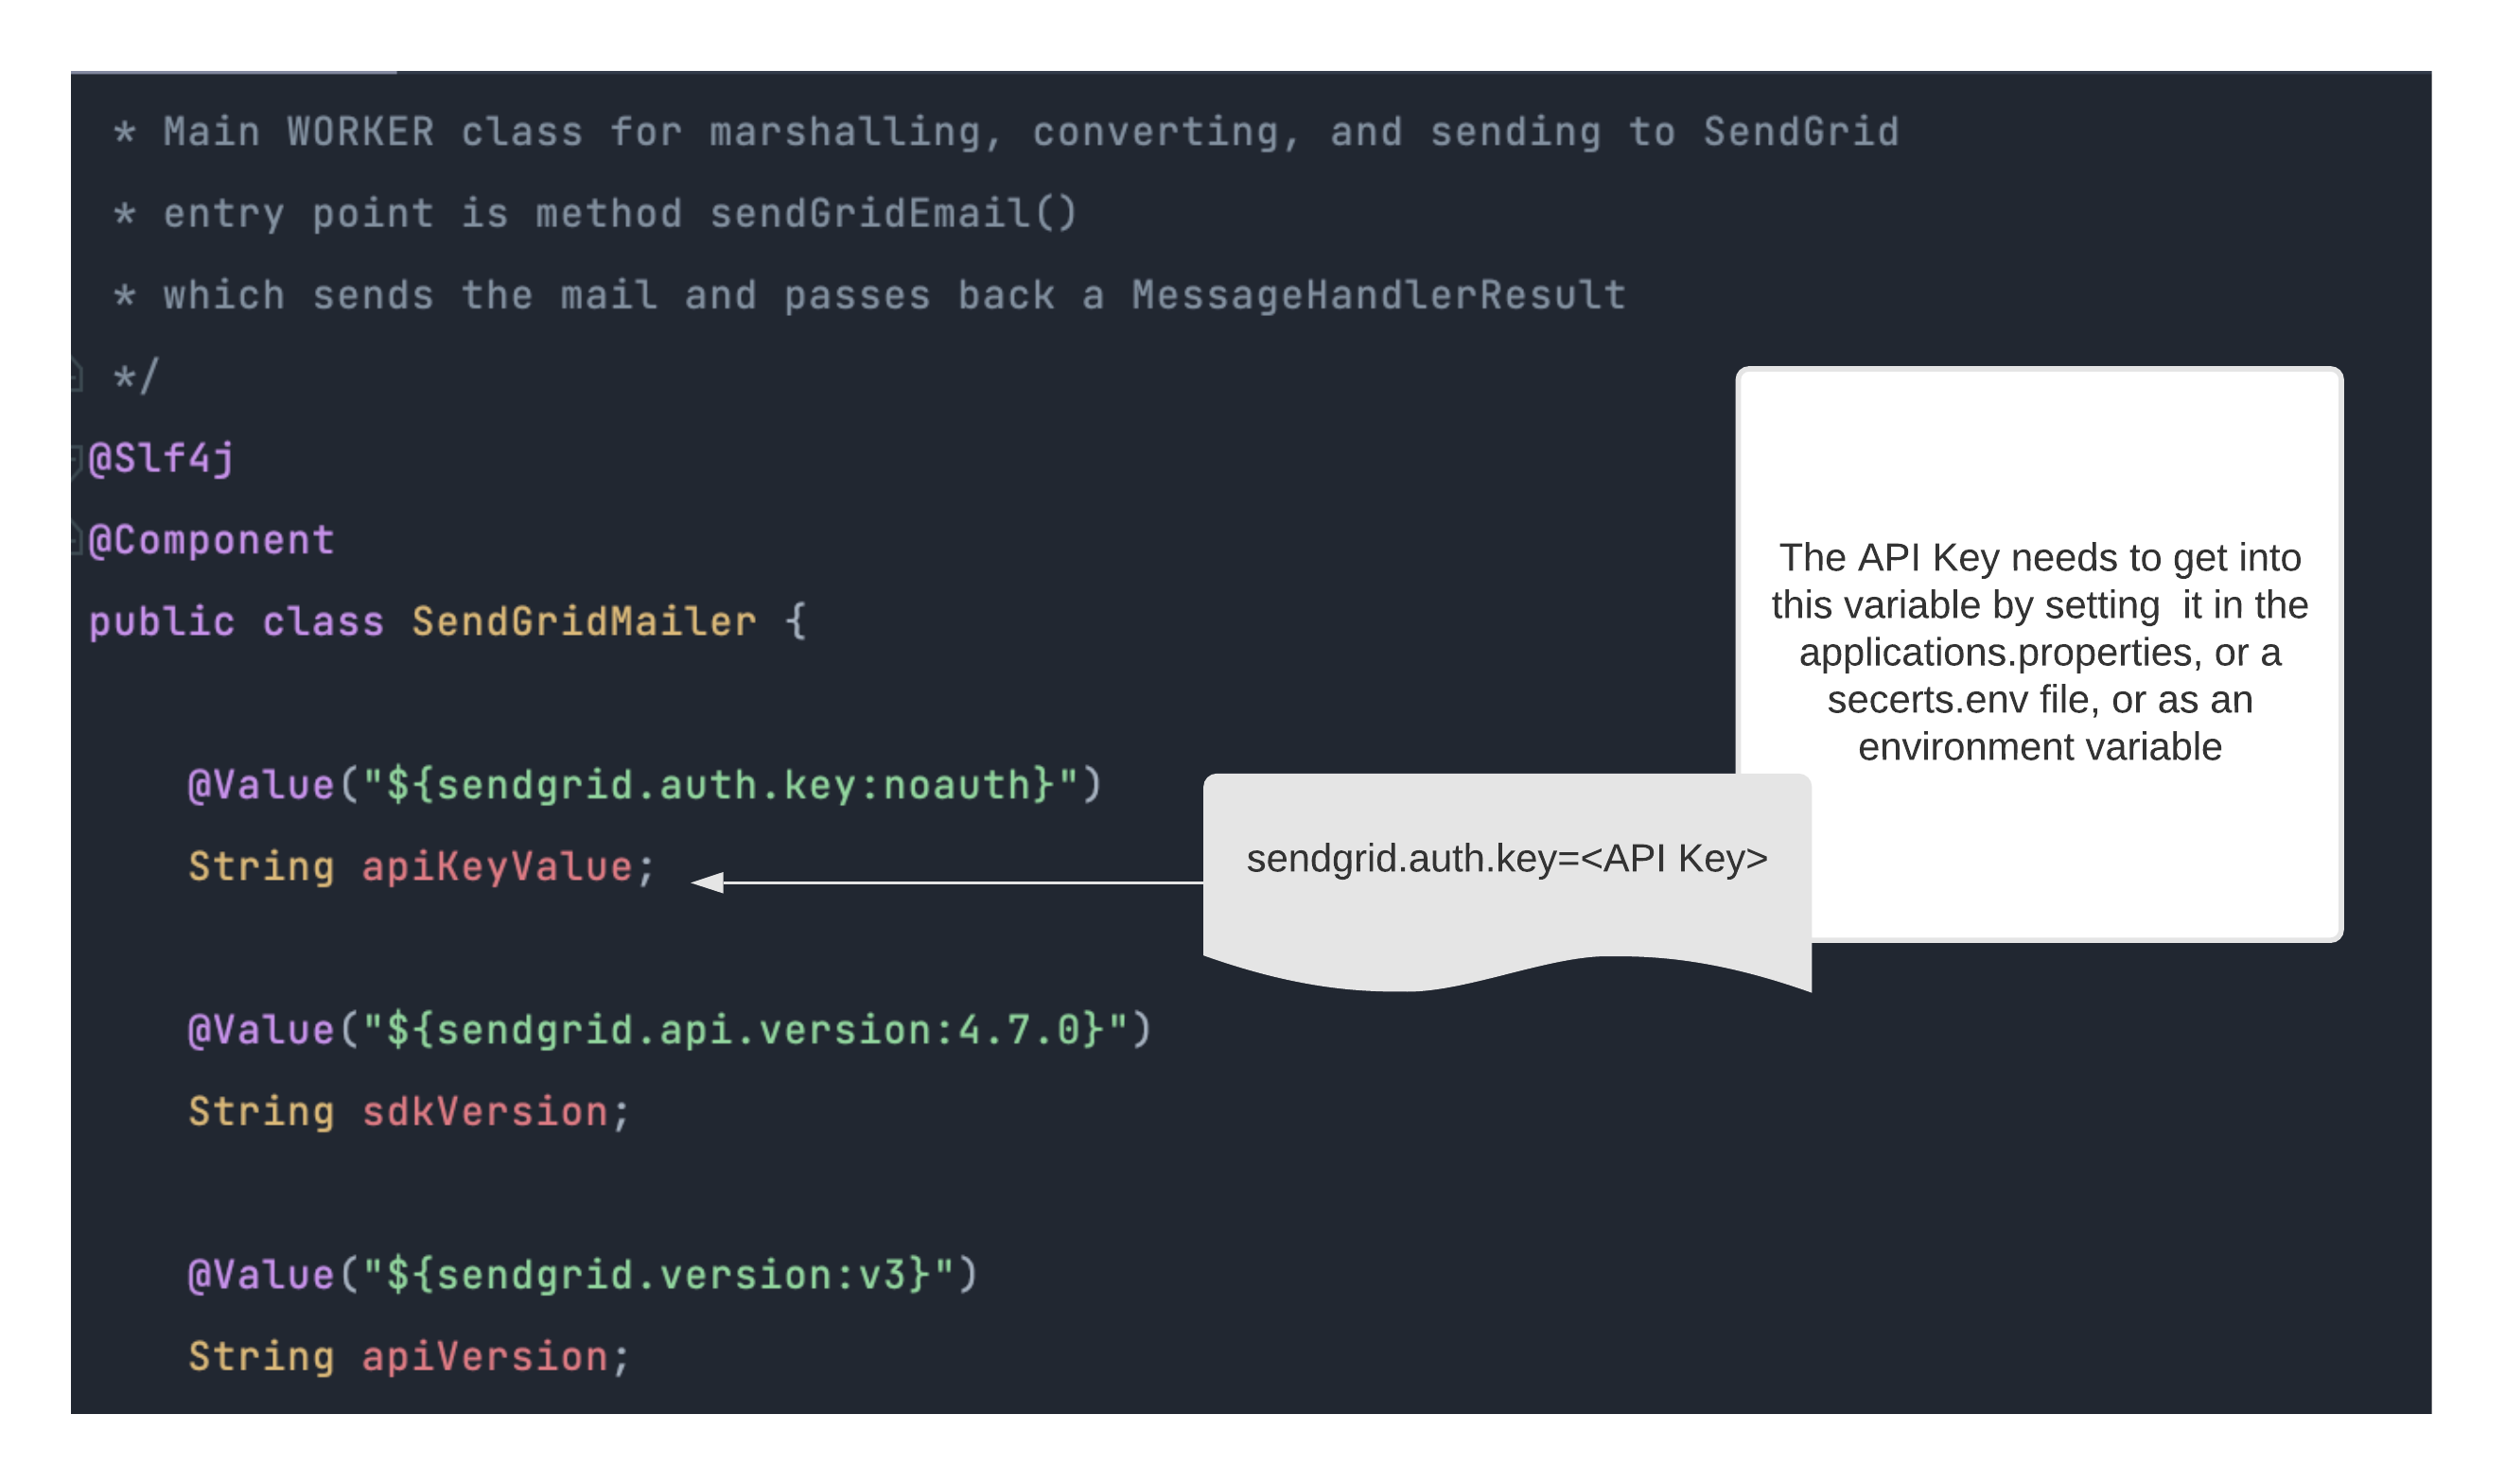 * Main WORKER class for marshalling, converting, and sending to SendGrid
* entry point is method sendGridEmail()
* which sends the mail and passes back a MessageHandlerResult
*/
@Slf4j
@Component
public class SendGridMailer {
@Value("${sendgrid.auth.key:noauth}")
String apiKeyValue;
@Value("${sendgrid.api.version:4.7.0}")
String sdkVersion;
@Value("${sendgrid.version:v3}")
String apiVersion;
The API Key needs to get into
this variable by setting  it in the
applications.properties, or a
secerts.env file, or as an
environment variable
sendgrid.auth.key=<API Key>